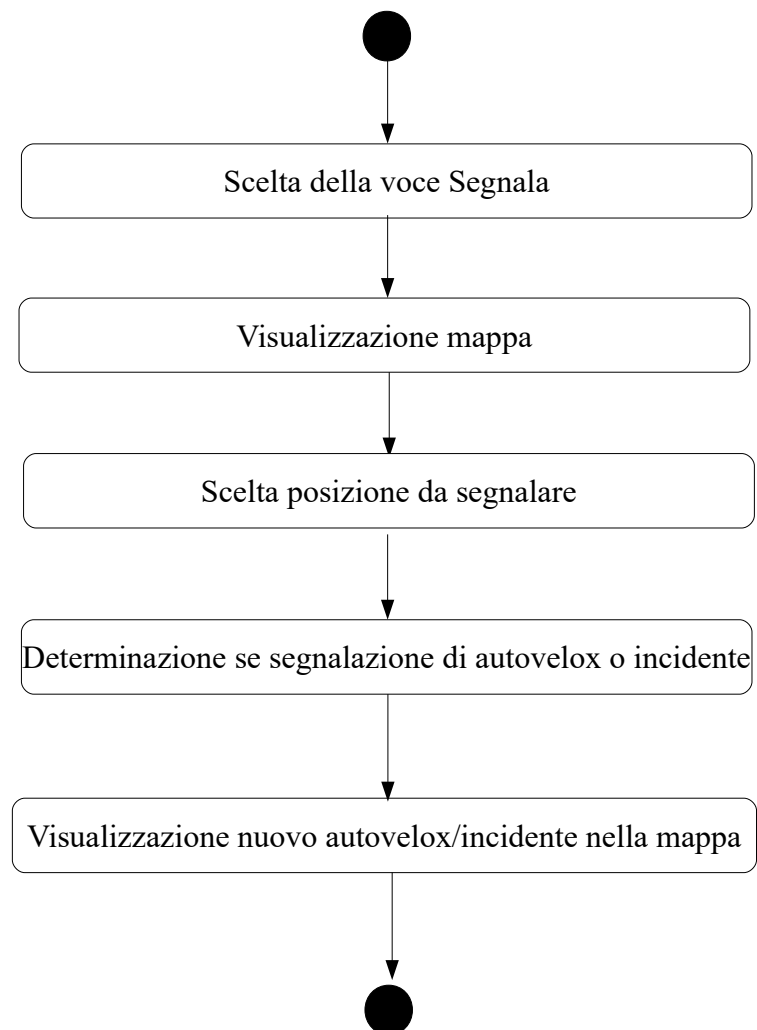 Scelta della voce Segnala
Visualizzazione mappa
Scelta posizione da segnalare
Determinazione se segnalazione di autovelox o incidente
Visualizzazione nuovo autovelox/incidente nella mappa